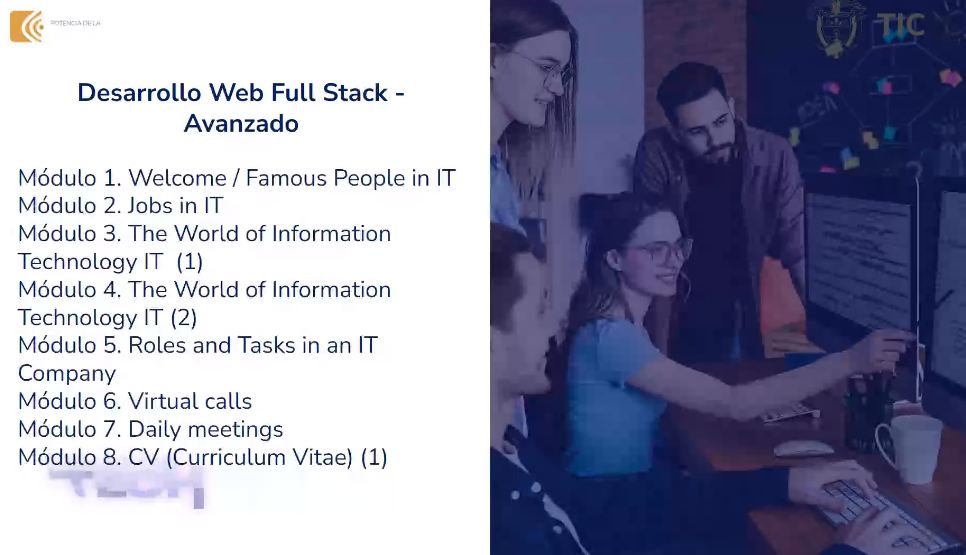 POTENCIA DE LA
TIC
Desarrollo Web Full Stack -
Avanzado
Módulo 1. Welcome / Famous People in IT
Módulo 2. Jobs in IT
Módulo 3. The World of Information
Technology IT (1)
Módulo 4. The World of Information
Technology IT (2)
Módulo 5. Roles and Tasks in an IT
Company
Módulo 6. Virtual calls
Módulo 7. Daily meetings
Módulo 8. CV (Curriculum Vitae) (1)
TECH